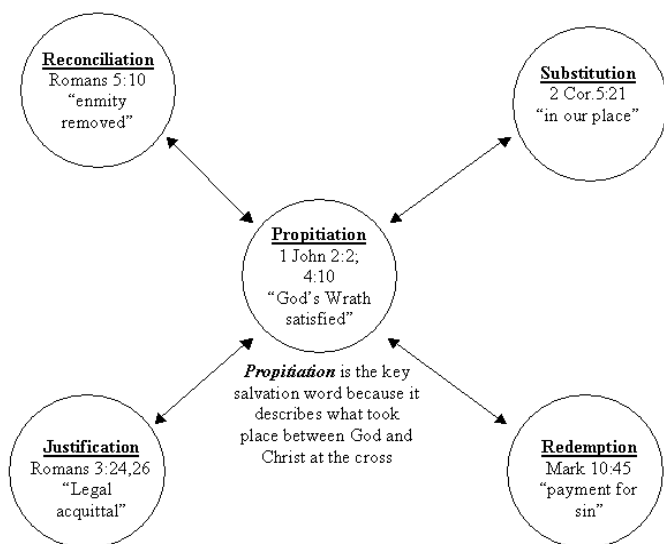 Reconciliation
Romans 5:10
“enmity
removed”
Substitution
2 Cor.5:21
“in our place”
Propitiation
1 John 2:2;
4:10
“God’s Wrath
satisfied”
Propitiation is the key
salvation word because it
describes what took
place between God and
Christ at the cross
Justification
Romans 3:24,26
“Legal
acquittal”
Redemption
Mark 10:45
“payment for
sin”